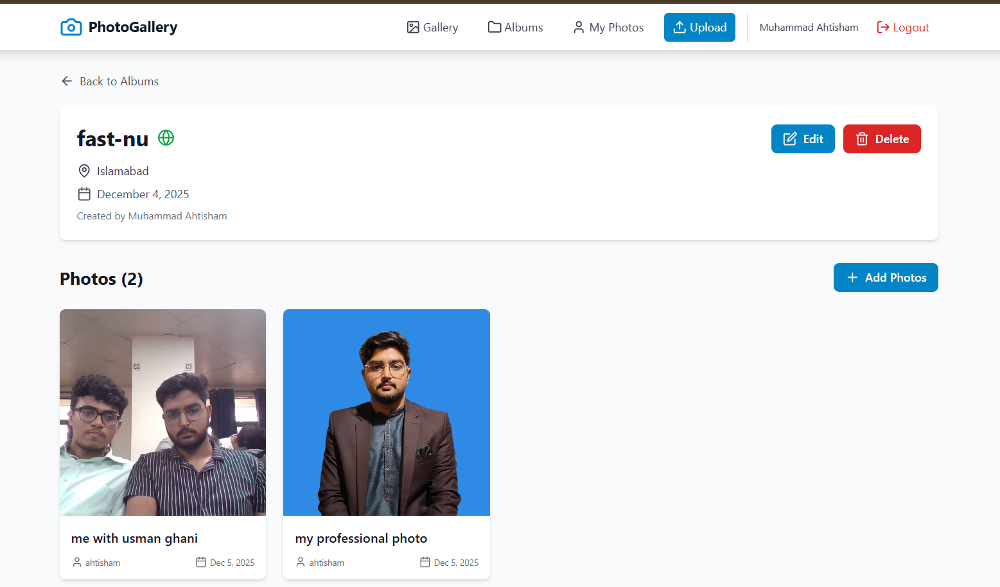 PhotoGallery
Gallery
Albums
My Photos
Upload
Muhammad Ahtisham
Logout
Back to Albums
fast-nu
Edit
Delete
Islamabad
December 4, 2025
Created by Muhammad Ahtisham
Photos (2)
Add Photos
C2
C3
me with usman ghani
ahtisham
Dec 5, 2025
my professional photo
ahtisham
Dec 5, 2025